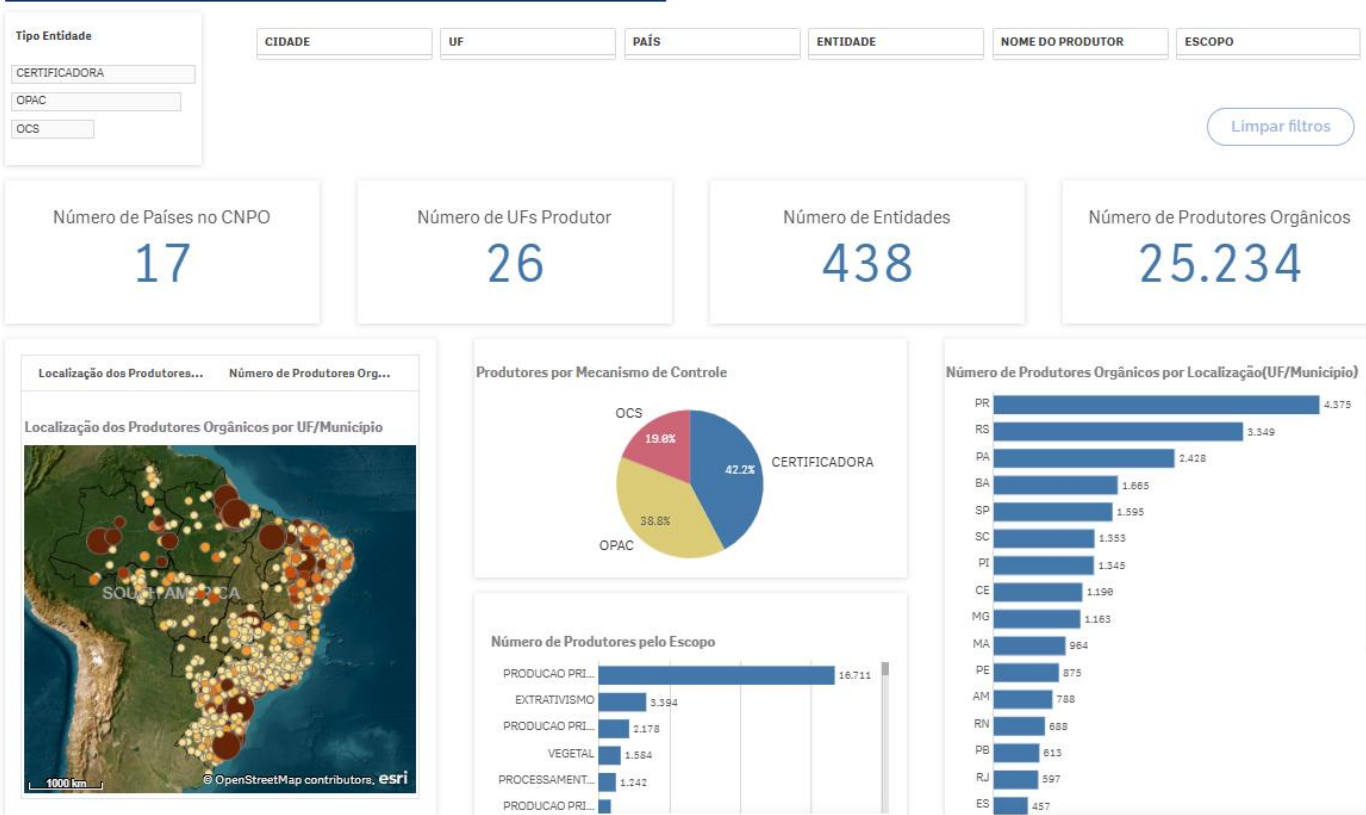 Tipo Entidade
CERTIFICADORA
OPAC
OCS
CIDADE
UF
PAÍS
ENTIDADE
NOME DO PRODUTOR
ESCOPO
Limpar filtros
Número de Países no CNPO
17
Número de UFs Produtor
26
Número de Entidades
438
Número de Produtores Orgânicos
25.234
Localização dos Produtores...
Número de Produtores Org...
Localização dos Produtores Orgânicos por UF/Município
SOUTH AMERICA
1000 km
© OpenStreetMap contributors, esri
Produtores por Mecanismo de Controle
OCS
19.0%
42.2%
CERTIFICADORA
38.8%
OPAC
Número de Produtores pelo Escopo
PRODUCAO PRI... 16.711
EXTRATIVISMO 3.394
PRODUCAO PRI... 2.178
VEGETAL 1.584
PROCESSAMENT... 1.242
PRODUCAO PRI...
Número de Produtores Orgânicos por Localização(UF/Município)
PR 4.375
RS 3.349
PA 2.428
BA 1.665
SP 1.595
SC 1.353
PI 1.345
CE 1.190
MG 1.163
MA 964
PE 875
AM 788
RN 688
PB 613
RJ 597
ES 457